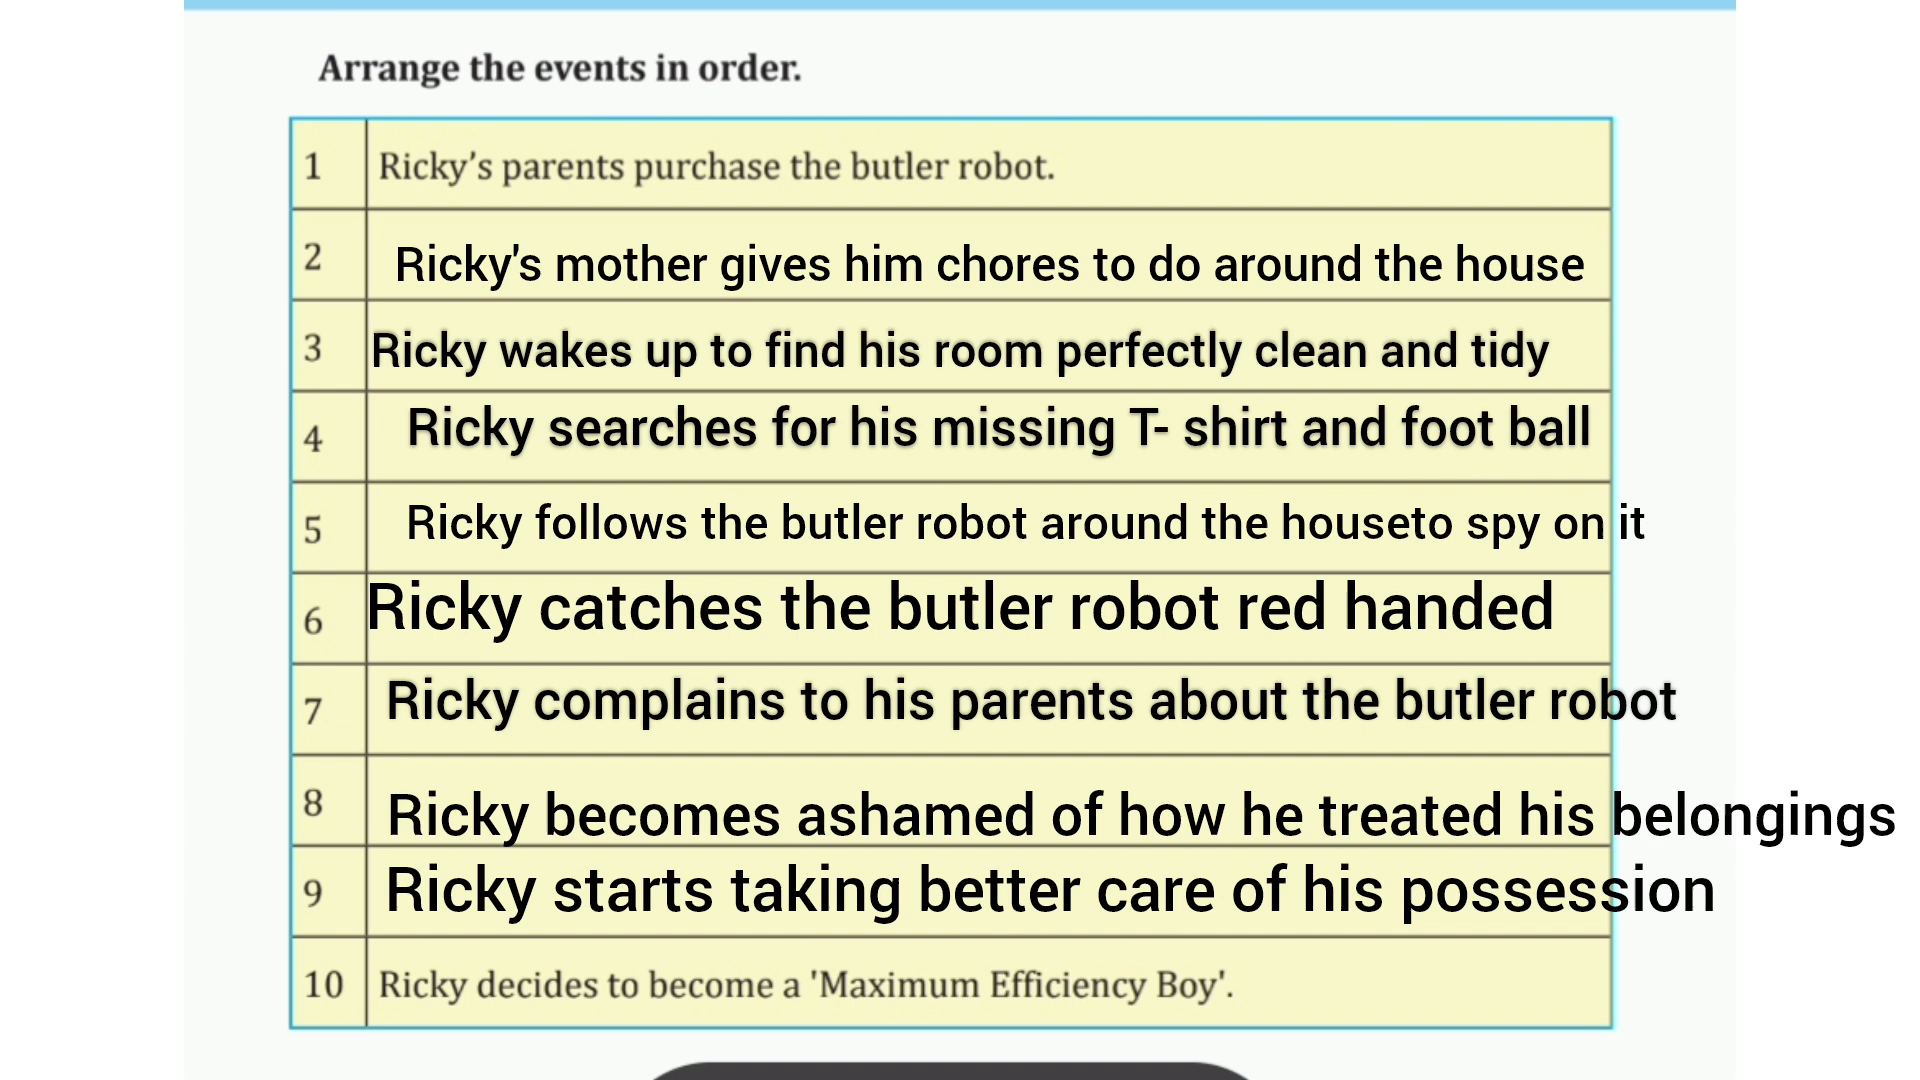 Arrange the events in order.
1 Ricky's parents purchase the butler robot.
2 Ricky's mother gives him chores to do around the house
3 Ricky wakes up to find his room perfectly clean and tidy
4 Ricky searches for his missing T- shirt and foot ball
5 Ricky follows the butler robot around the houseto spy on it
6 Ricky catches the butler robot red handed
7 Ricky complains to his parents about the butler robot
8 Ricky becomes ashamed of how he treated his belongings
9 Ricky starts taking better care of his possession
10 Ricky decides to become a 'Maximum Efficiency Boy'.